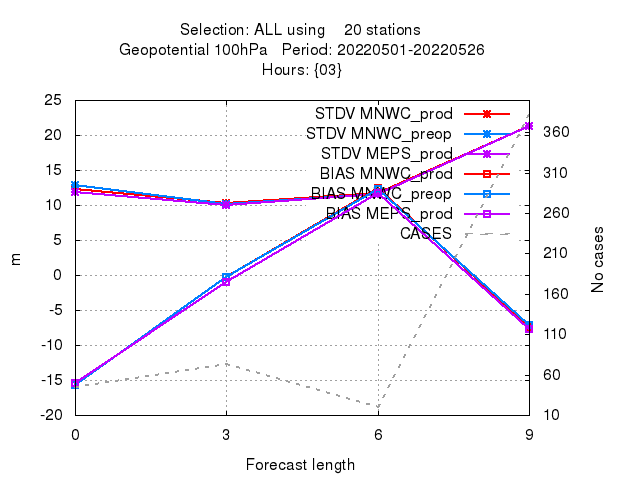 Selection: ALL using 20 stations
Geopotential 100hPa Period: 20220501-20220526
Hours: {03}
STDV MNWC_prod
STDV MNWC_preop
STDV MEPS_prod
BIAS MNWC_prod
BIAS MNWC_preop
BIAS MEPS_prod
CASES
25
20
15
10
5
0
-5
-10
-15
-20
m
360
310
260
210
160
110
60
10
No cases
0 3 6 9
Forecast length